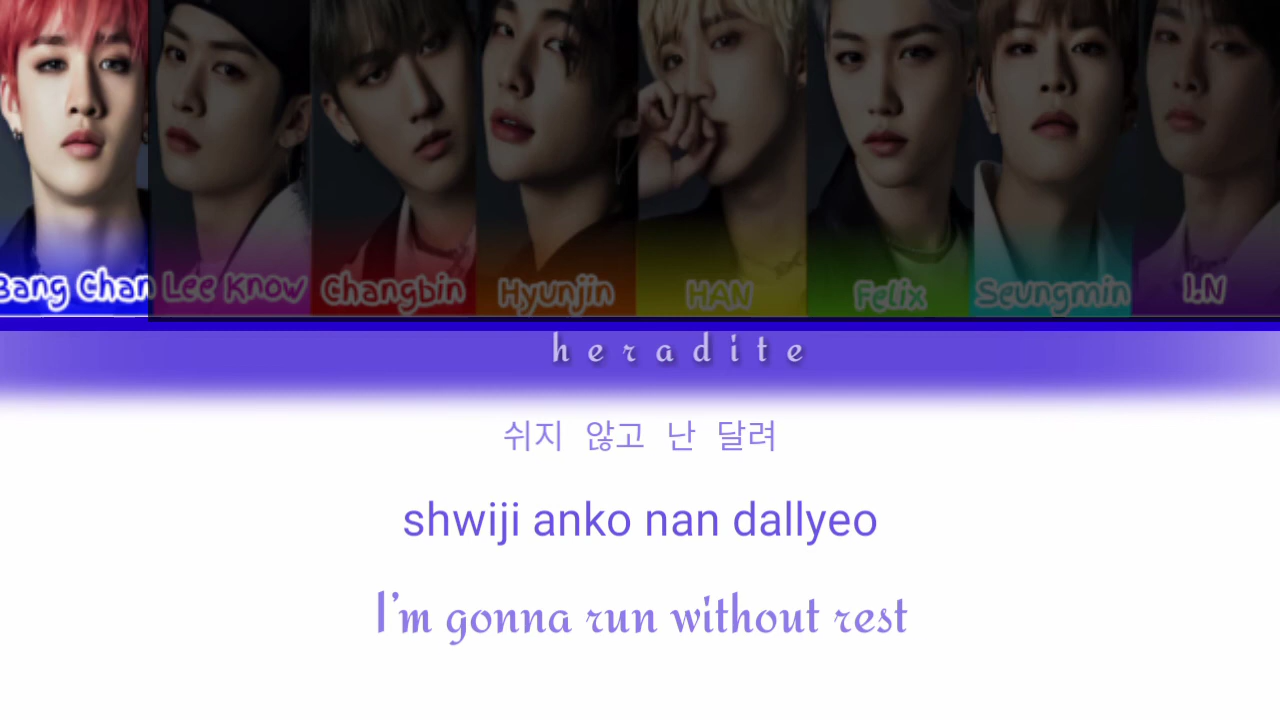 Bang Chan Lee Know Changbin Hyunjin HAN Felix Seungmin I.N
heradite
쉬지 않고 난 달려
shwiji anko nan dallyeo
I'm gonna run without rest